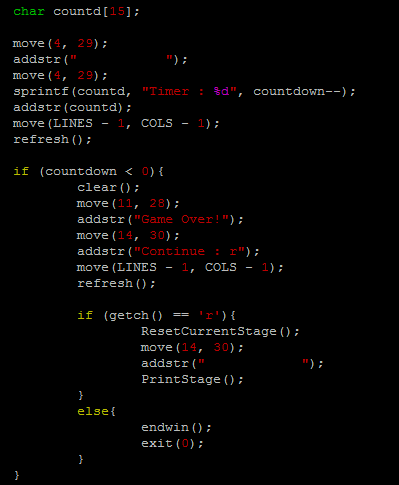 char countd[15];

move(4, 29);
addstr("            ");
move(4, 29);
sprintf(countd, "Timer : %d", countdown--);
addstr(countd);
move(LINES - 1, COLS - 1);
refresh();

if (countdown < 0){
        clear();
        move(11, 28);
        addstr("Game Over!");
        move(14, 30);
        addstr("Continue : r");
        move(LINES - 1, COLS - 1);
        refresh();

        if (getch() == 'r'){
                ResetCurrentStage();
                move(14, 30);
                addstr("             ");
                PrintStage();
        }
        else{
                endwin();
                exit(0);
        }
}